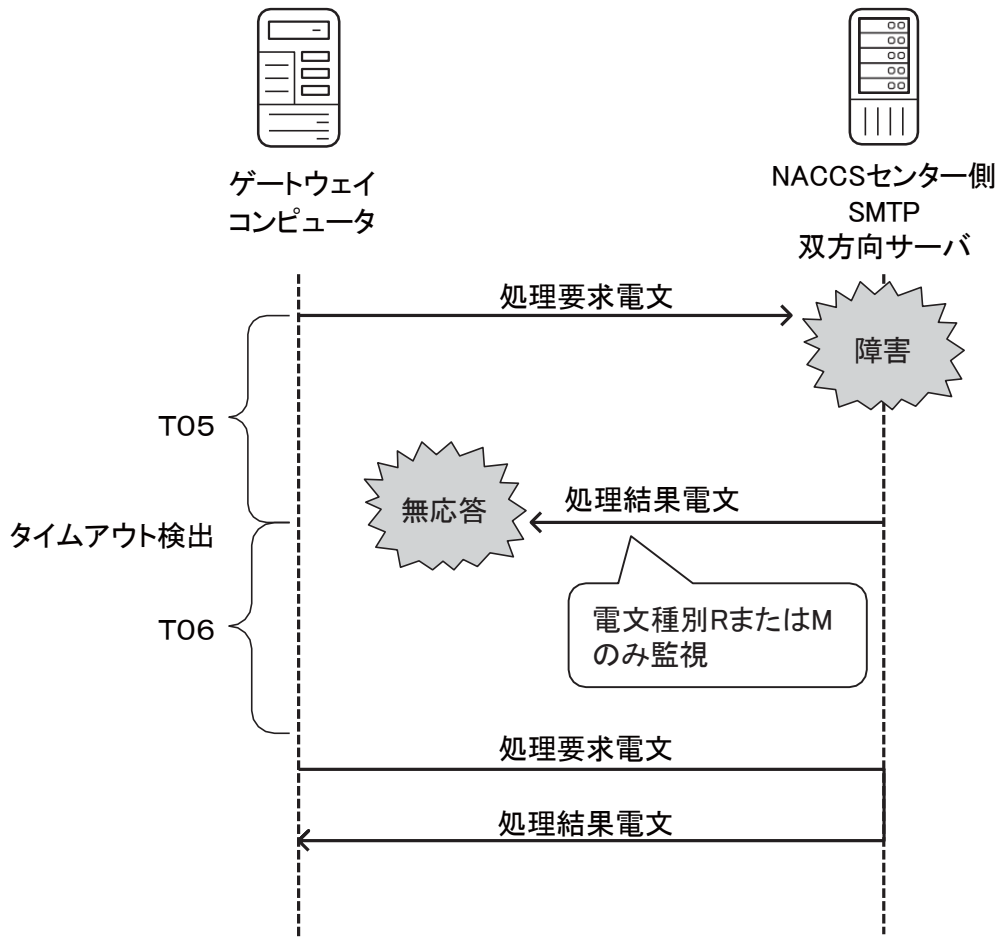 ゲートウェイ
コンピュータ
NACCSセンター側
SMTP
双方向サーバ
処理要求電文
障害
T05
無応答
処理結果電文
タイムアウト検出
電文種別RまたはM
のみ監視
T06
処理要求電文
処理結果電文